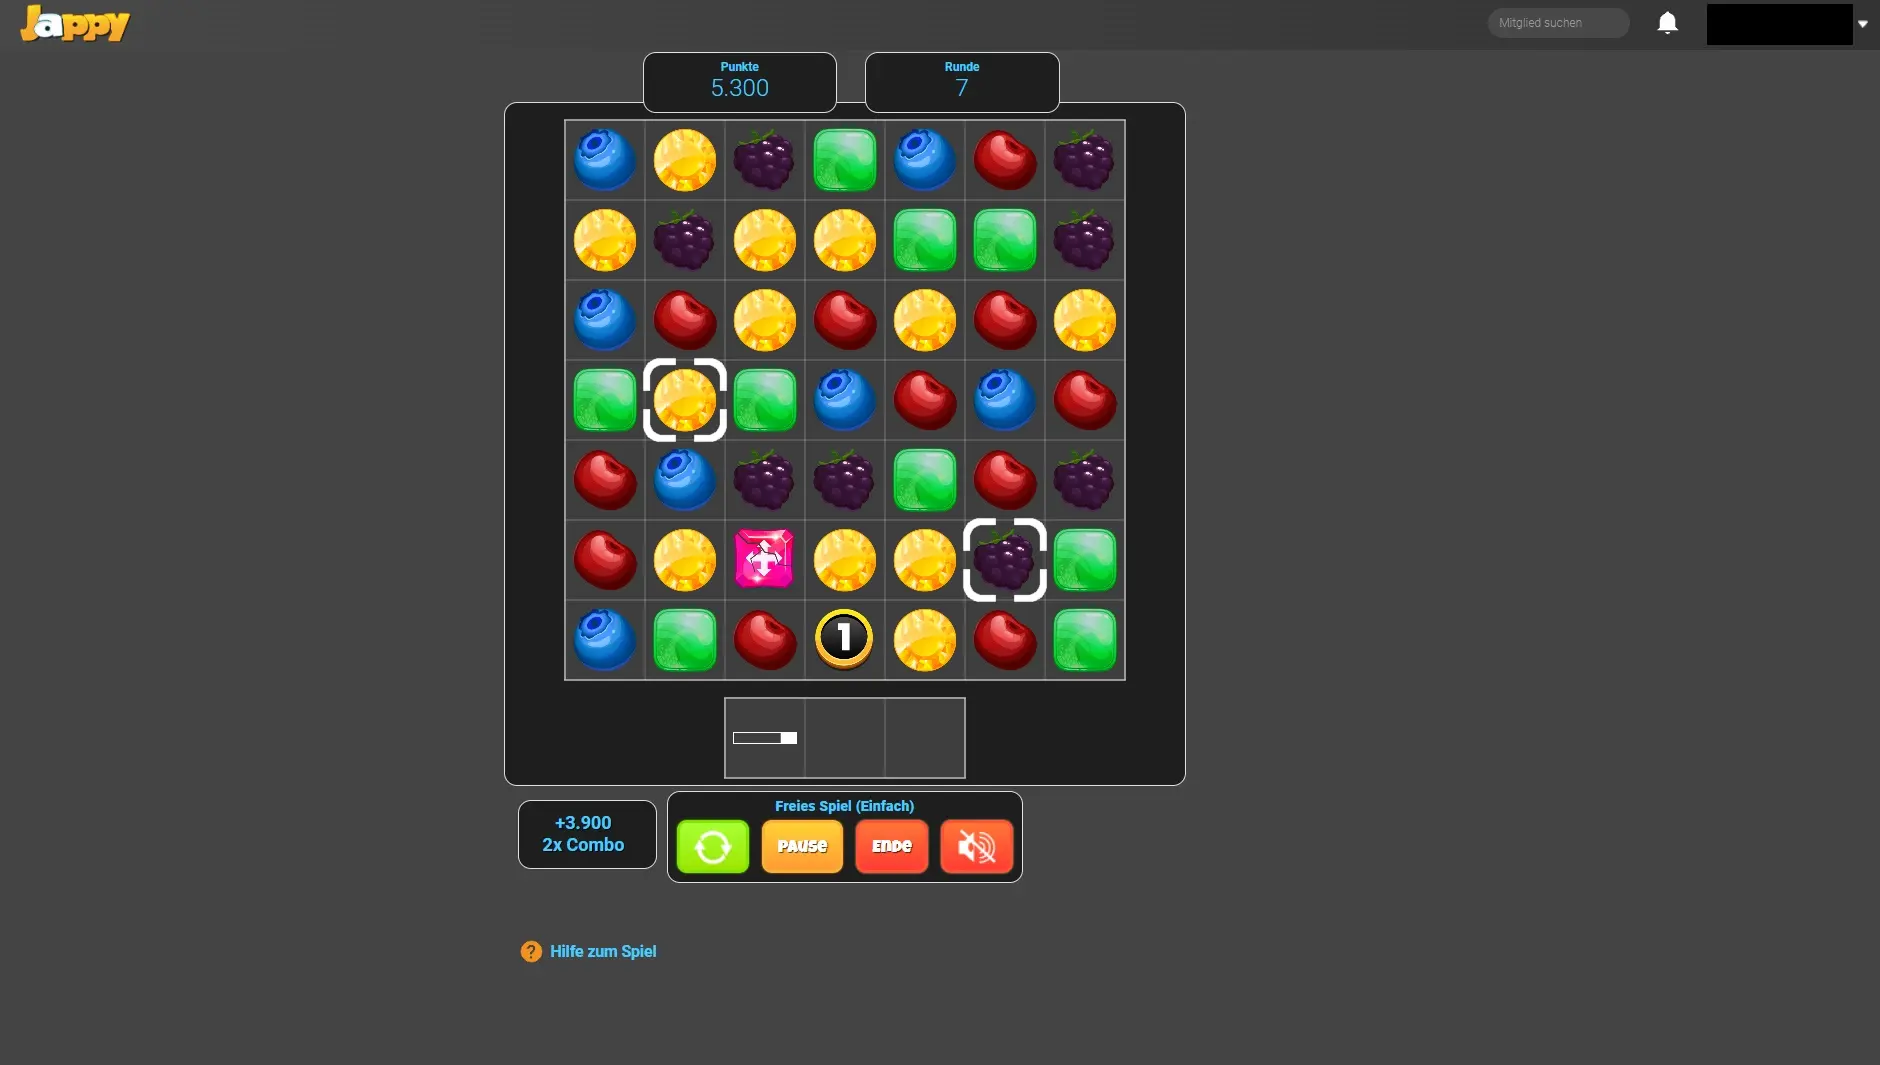 Jappy
Mitglied suchen
Punkte
5.300
Runde
7
1
+3.900
2x Combo
Freies Spiel (Einfach)
PAUSE
ENDE
? Hilfe zum Spiel